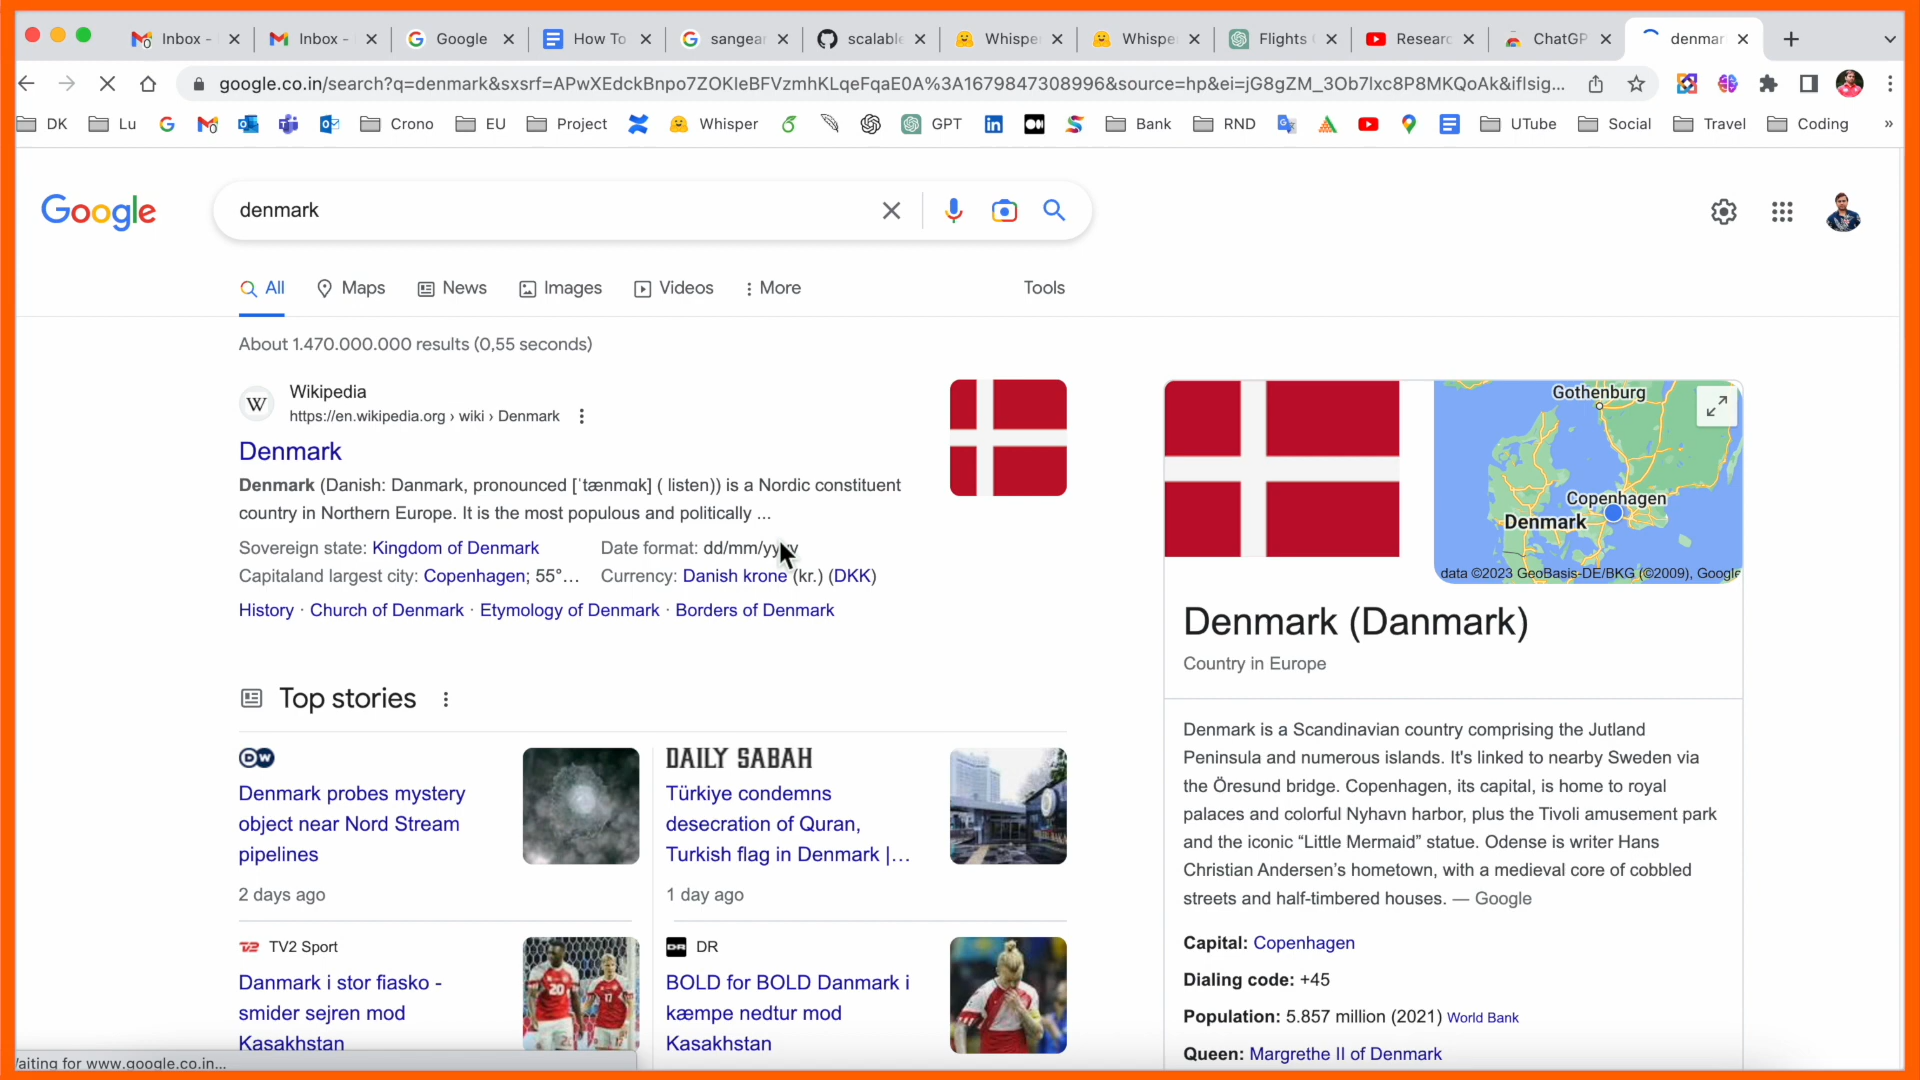 Inbox -
Inbox -
Google
How To
sangear
scalable
Whispe
Whispe
Flights
Researc
ChatGP
denmar
google.co.in/search?q=denmark&sxsrf=APwXEdckBnpo7ZOKIeBFVzmhKLqeFqaE0A%3A1679847308996&source=hp&ei=jG8gZM_3Ob7lxc8P8MKQoAk&iflsig...
DK
Lu
Crono
EU
Project
Whisper
GPT
Bank
RND
UTube
Social
Travel
Coding
»
Google
denmark
All
Maps
News
Images
Videos
More
Tools
About 1.470.000.000 results (0,55 seconds)
W
Wikipedia
https://en.wikipedia.org › wiki › Denmark
Denmark
Denmark (Danish: Danmark, pronounced [ˈtænmɑk] ( listen)) is a Nordic constituent
country in Northern Europe. It is the most populous and politically ...
Sovereign state: Kingdom of Denmark
Date format: dd/mm/yyyy
Capitaland largest city: Copenhagen; 55°...
Currency: Danish krone (kr.) (DKK)
History · Church of Denmark · Etymology of Denmark · Borders of Denmark
Top stories
DW
Denmark probes mystery
object near Nord Stream
pipelines
2 days ago
DAILY SABAH
Türkiye condemns
desecration of Quran,
Turkish flag in Denmark |...
1 day ago
TV2 Sport
Danmark i stor fiasko -
smider sejren mod
Kasakhstan
DR
DR
BOLD for BOLD Danmark i
kæmpe nedtur mod
Kasakhstan
20
17
Gothenburg
Copenhagen
Denmark
data ©2023 GeoBasis-DE/BKG (©2009), Google
Denmark (Danmark)
Country in Europe
Denmark is a Scandinavian country comprising the Jutland
Peninsula and numerous islands. It's linked to nearby Sweden via
the Öresund bridge. Copenhagen, its capital, is home to royal
palaces and colorful Nyhavn harbor, plus the Tivoli amusement park
and the iconic “Little Mermaid” statue. Odense is writer Hans
Christian Andersen’s hometown, with a medieval core of cobbled
streets and half-timbered houses. — Google
Capital: Copenhagen
Dialing code: +45
Population: 5.857 million (2021) World Bank
Queen: Margrethe II of Denmark
aiting for www.google.co.in...